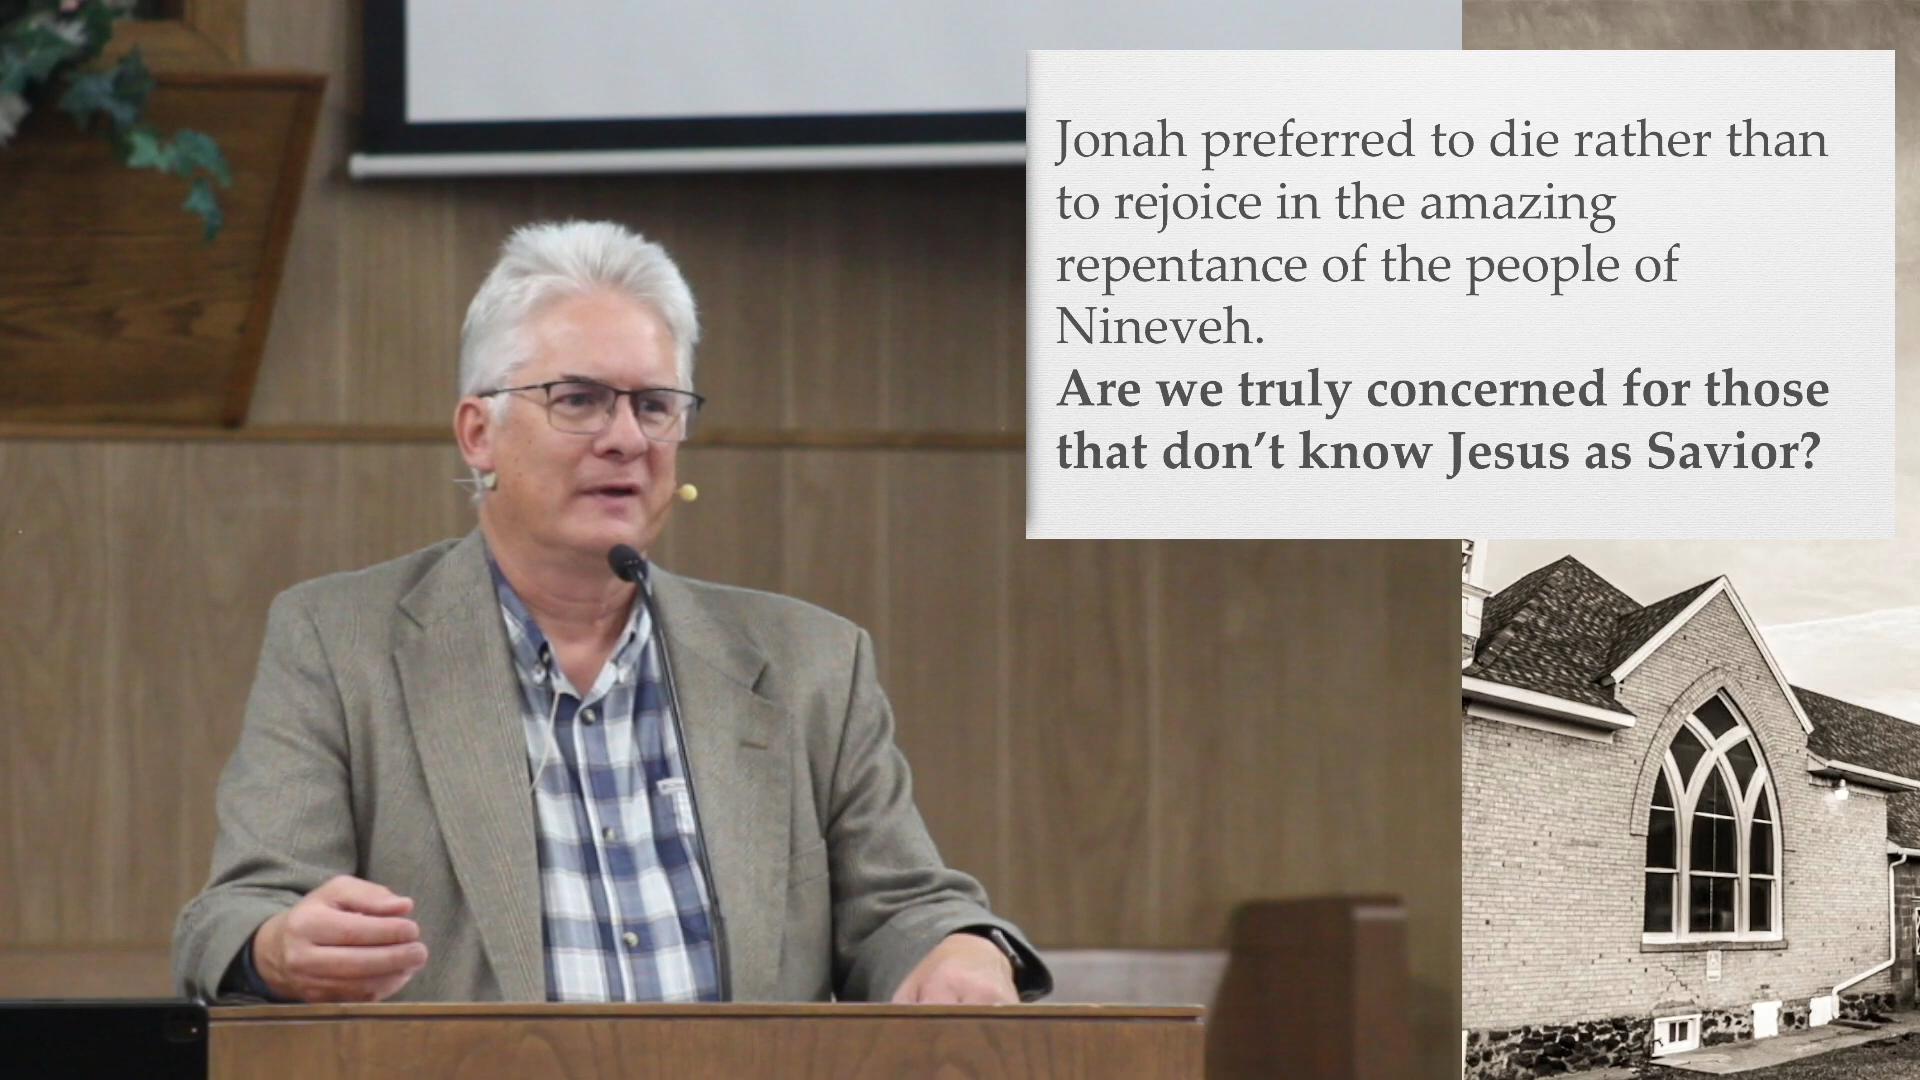 Jonah preferred to die rather than
to rejoice in the amazing
repentance of the people of
Nineveh.
Are we truly concerned for those
that don’t know Jesus as Savior?